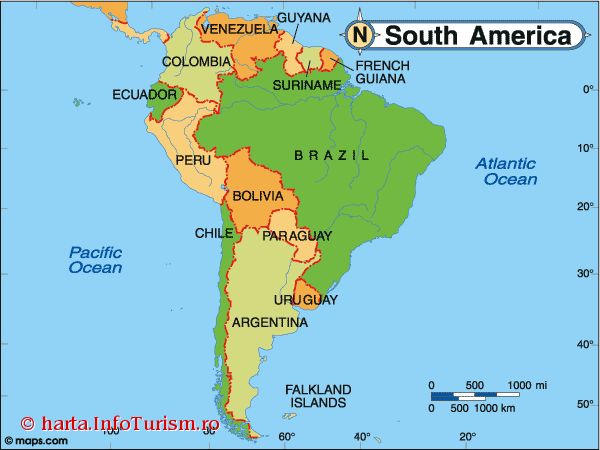 GUYANA
VENEZUELA
N South America
COLOMBIA
FRENCH
GUIANA
SURINAME
ECUADOR
0°
PERU
BRAZIL
Atlantic
Ocean
10°
BOLIVIA
20°
CHILE
PARAGUAY
Pacific
Ocean
30°
URUGUAY
ARGENTINA
40°
FALKLAND
ISLANDS
0 500 1000 mi
0 500 1000 km
50°
© harta.InfoTourism.ro
80° 60° 40° 20°
© maps.com